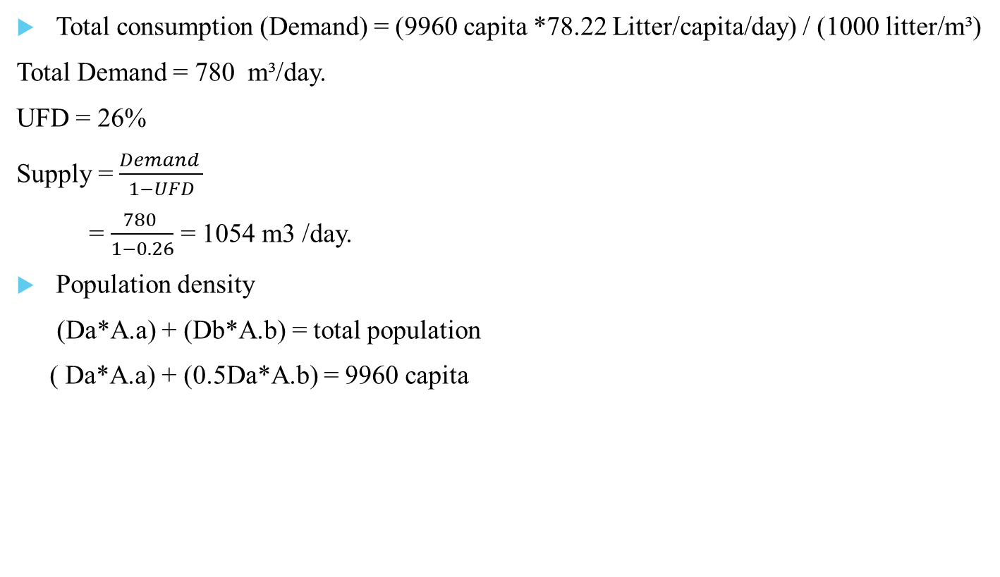 Total consumption (Demand) = (9960 capita *78.22 Litter/capita/day) / (1000 litter/m³)
Total Demand = 780 m³/day.
UFD = 26%
Supply = Demand / 1−UFD
= 780 / 1−0.26 = 1054 m3 /day.
Population density
(Da*A.a) + (Db*A.b) = total population
( Da*A.a) + (0.5Da*A.b) = 9960 capita